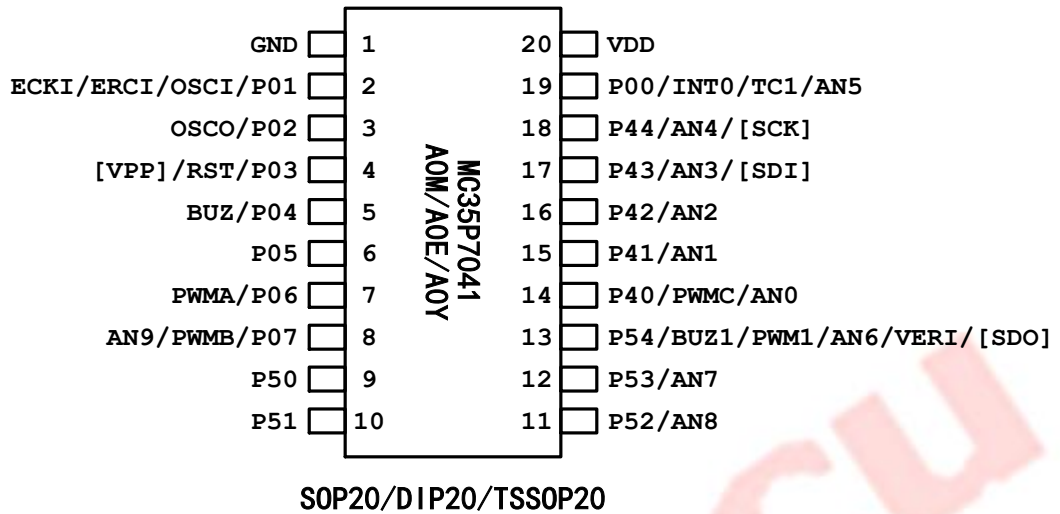 GND 1 20 VDD
ECKI/ERCI/OSCI/P01 2 19 P00/INT0/TC1/AN5
OSCO/P02 3 18 P44/AN4/[SCK]
[VPP]/RST/P03 4 17 P43/AN3/[SDI]
BUZ/P04 5 16 P42/AN2
P05 6 15 P41/AN1
PWMA/P06 7 14 P40/PWMC/AN0
AN9/PWMB/P07 8 13 P54/BUZ1/PWM1/AN6/VERI/[SDO]
P50 9 12 P53/AN7
P51 10 11 P52/AN8
MC35P7041
A0M/A0E/A0Y
SOP20/DIP20/TSSOP20